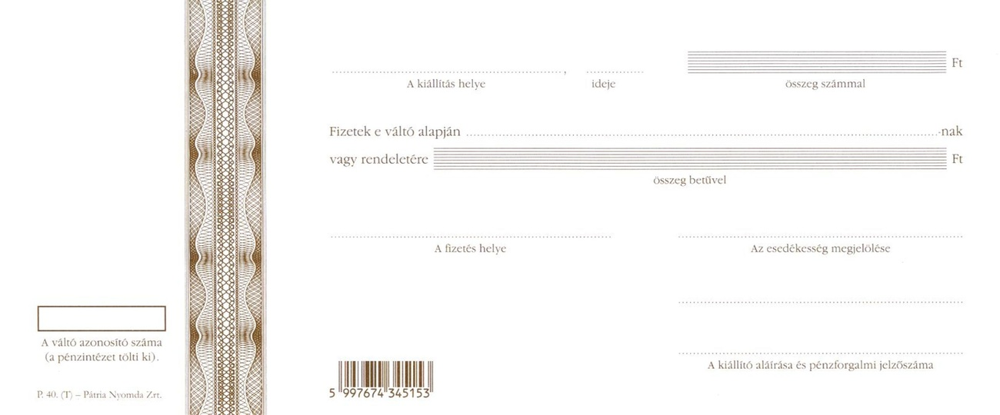 Ft
A kiállítás helye , ideje összeg számmal
Fizetek e váltó alapján -nak
vagy rendeletére Ft
összeg betűvel
A fizetés helye Az esedékesség megjelölése
A váltó azonosító száma
(a pénzintézet tölti ki).
A kiállító aláírása és pénzforgalmi jelzőszáma
P. 40. (T) – Pátria Nyomda Zrt.
5 997674 345153